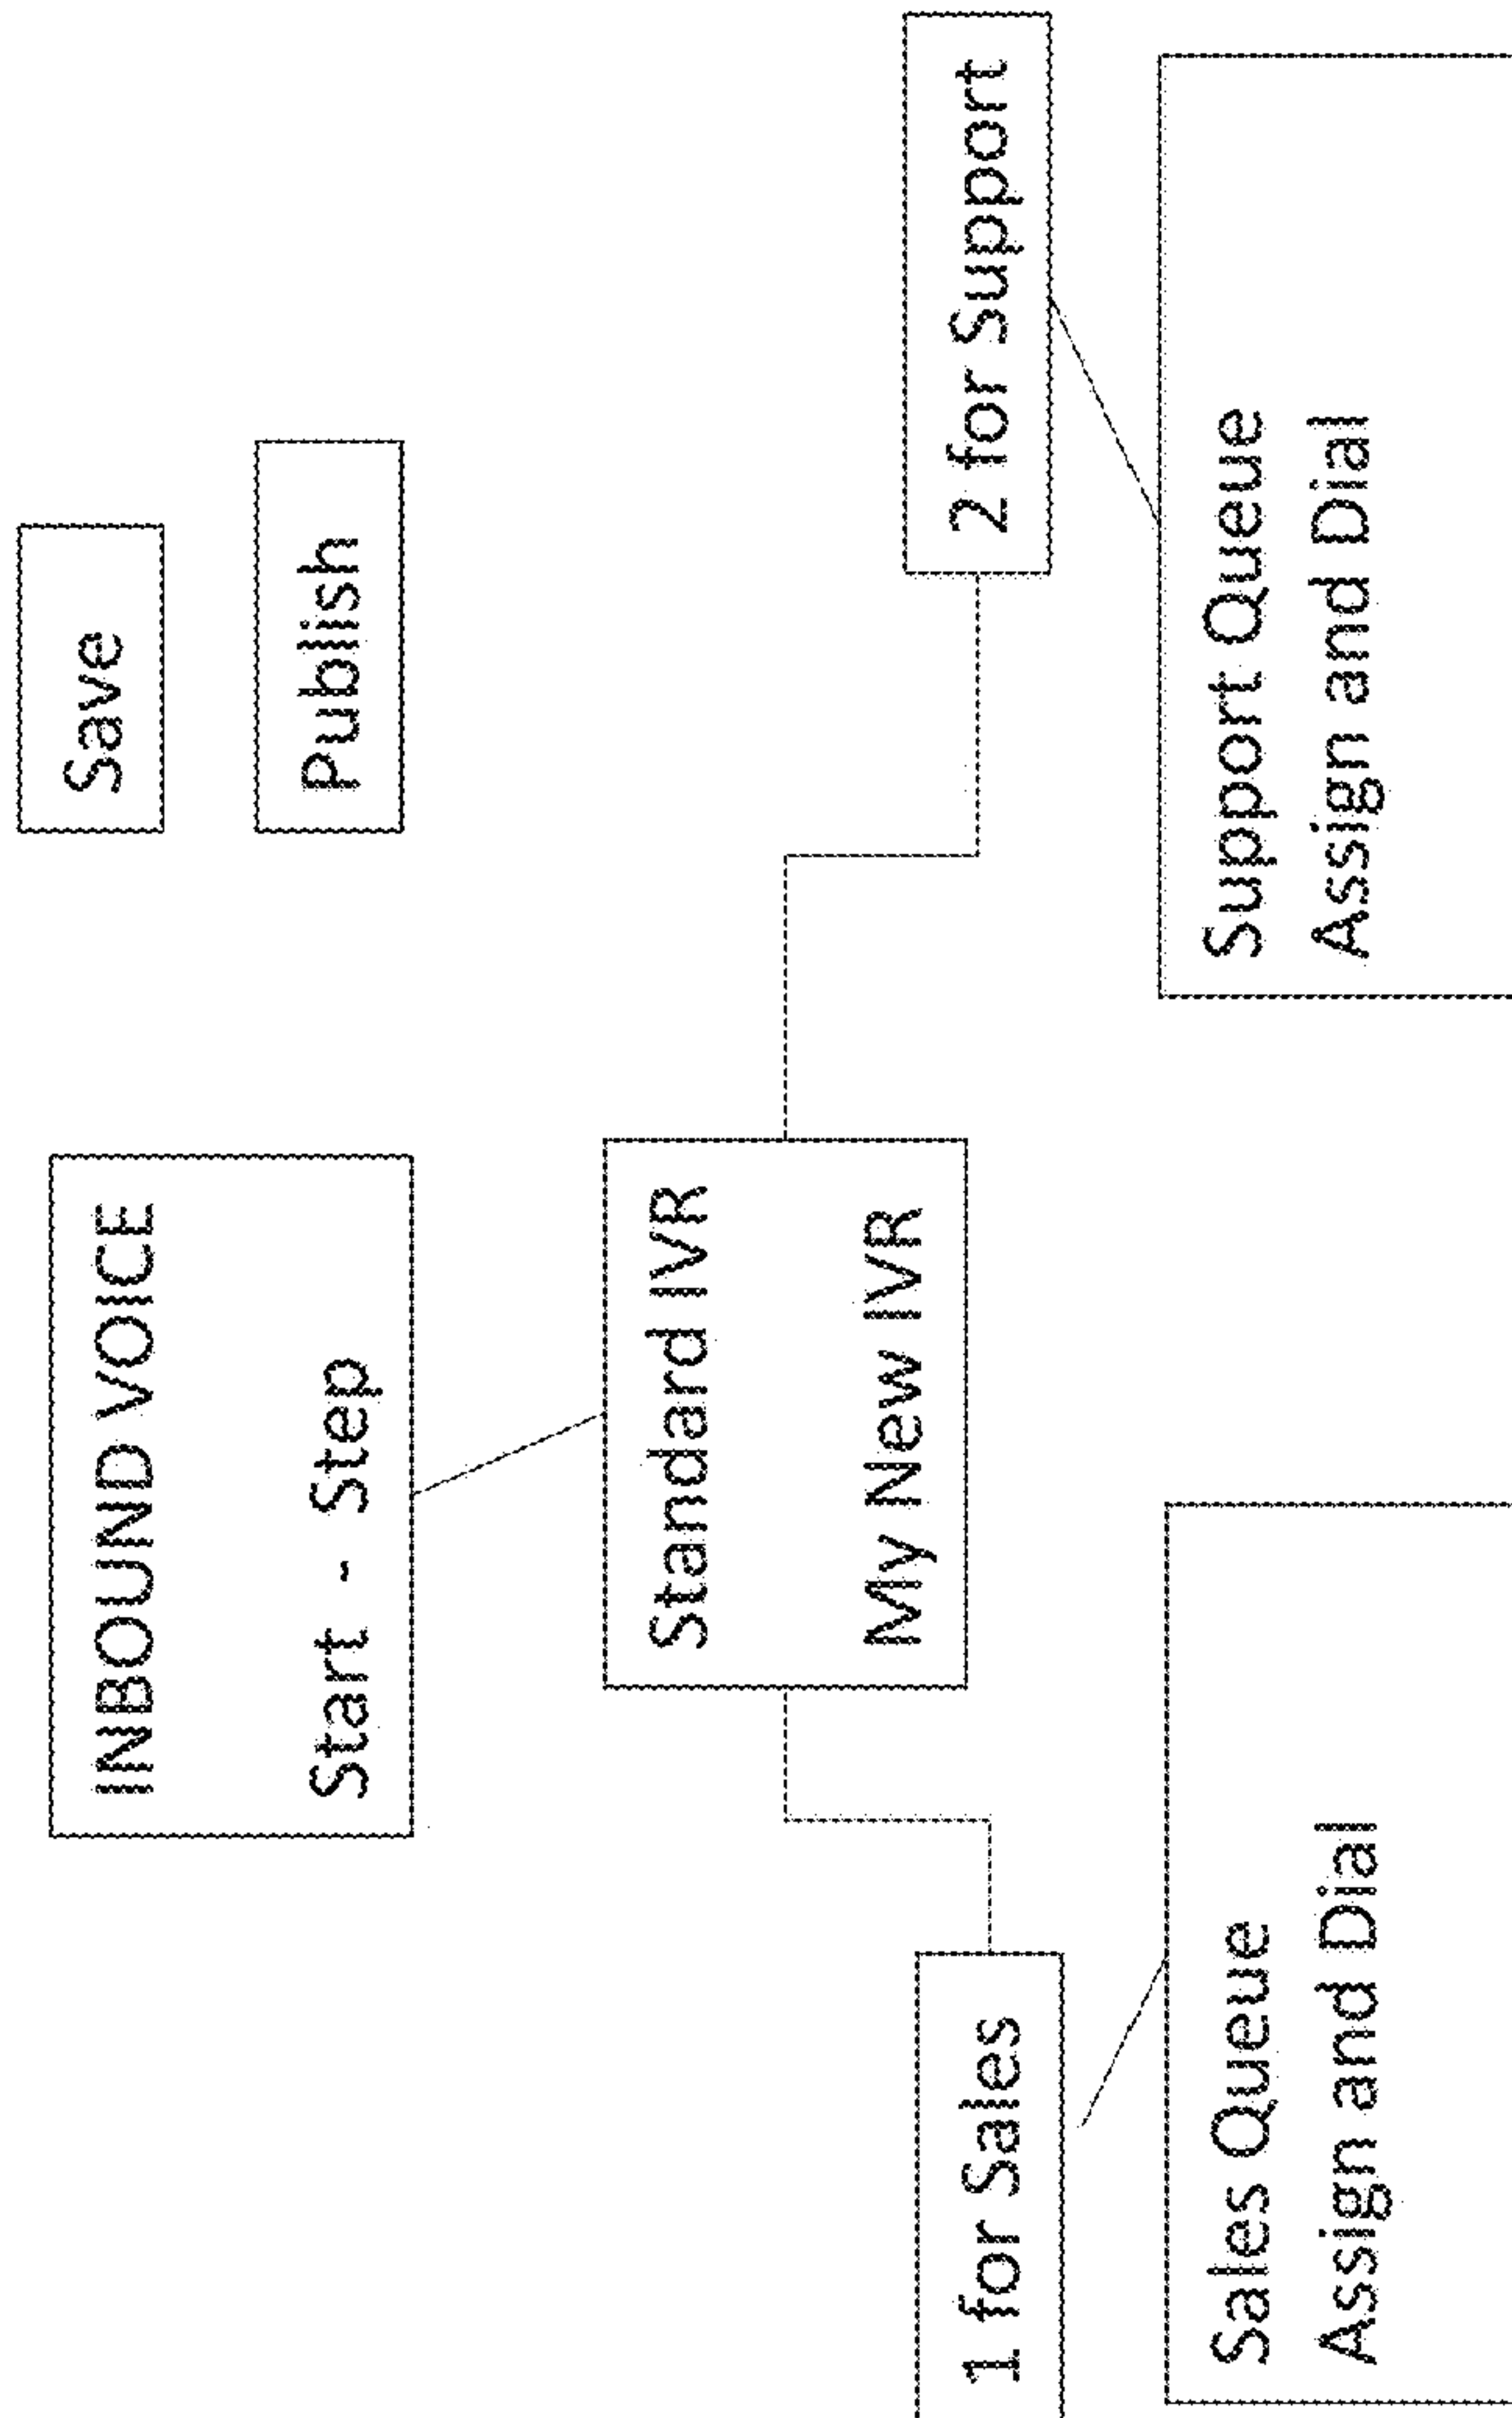 INBOUND VOICE
Start - Step
Save
Publish
Standard IVR
My New IVR
1 for Sales
2 for Support
Sales Queue
Assign and Dial
Support Queue
Assign and Dial